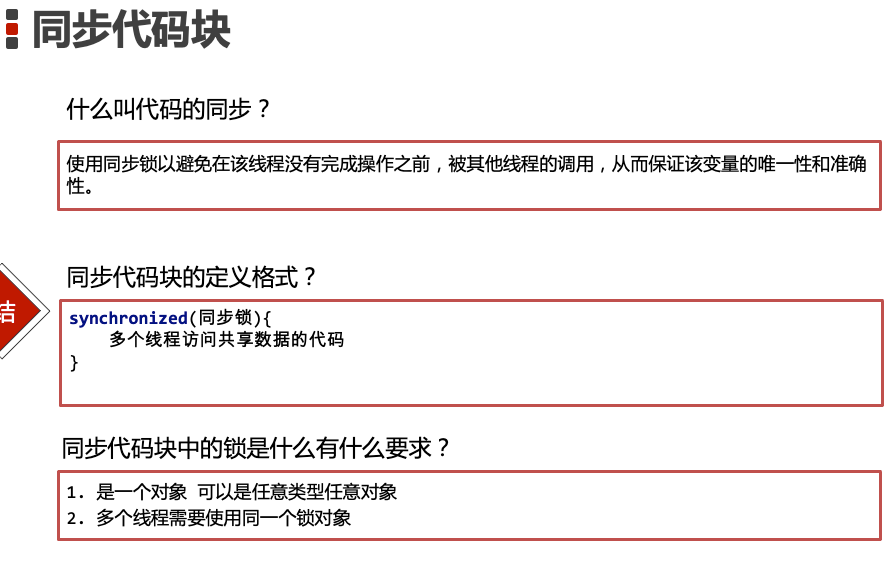 同步代码块
什么叫代码的同步？
使用同步锁以避免在该线程没有完成操作之前，被其他线程的调用，从而保证该变量的唯一性和准确
性。
同步代码块的定义格式？
结
synchronized(同步锁){
多个线程访问共享数据的代码
}
同步代码块中的锁是什么有什么要求？
1. 是一个对象 可以是任意类型任意对象
2. 多个线程需要使用同一个锁对象